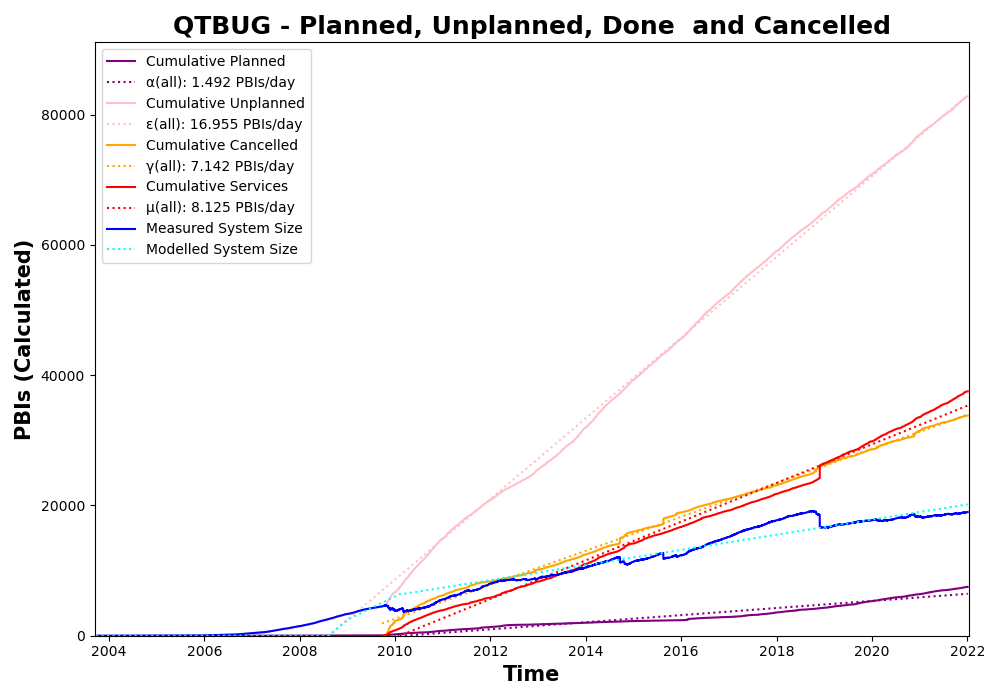 QTBUG - Planned, Unplanned, Done  and Cancelled
Cumulative Planned
α(all): 1.492 PBIs/day
Cumulative Unplanned
ε(all): 16.955 PBIs/day
Cumulative Cancelled
γ(all): 7.142 PBIs/day
Cumulative Services
μ(all): 8.125 PBIs/day
Measured System Size
Modelled System Size
PBIs (Calculated)
80000
60000
40000
20000
0
2004 2006 2008 2010 2012 2014 2016 2018 2020 2022
Time